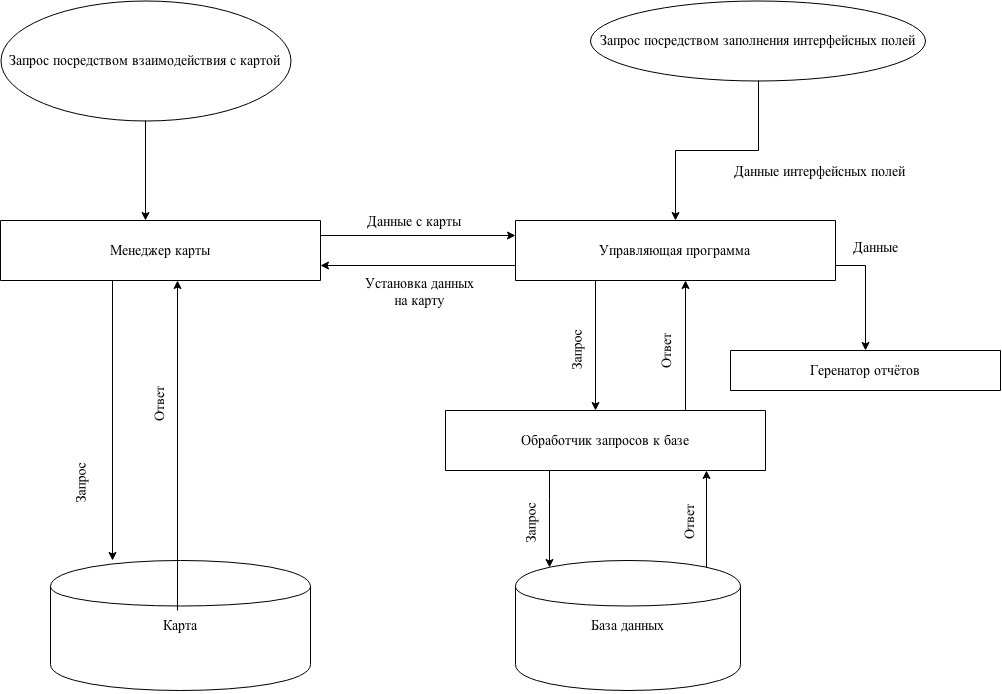 Запрос посредством взаимодействия с картой
Запрос посредством заполнения интерфейсных полей
Данные интерфейсных полей
Данные с карты
Менеджер карты
Управляющая программа
Данные
Установка данных
на карту
Запрос
Ответ
Геренатор отчётов
Ответ
Обработчик запросов к базе
Запрос
Запрос
Ответ
Карта
База данных